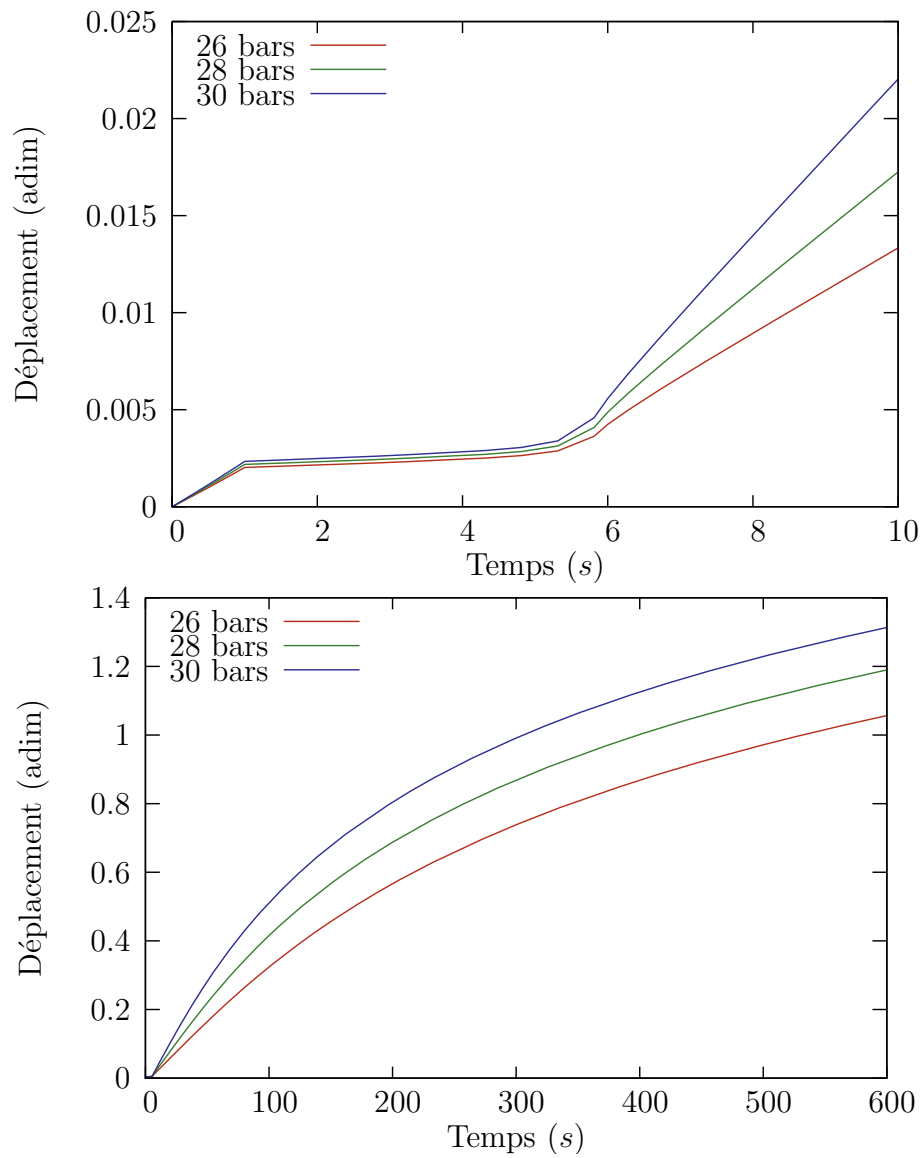 0.025
0.02
0.015
0.01
0.005
0
Déplacement (adim)
26 bars
28 bars
30 bars
0 2 4 6 8 10
Temps (s)
1.4
1.2
1
0.8
0.6
0.4
0.2
0
Déplacement (adim)
26 bars
28 bars
30 bars
0 100 200 300 400 500 600
Temps (s)